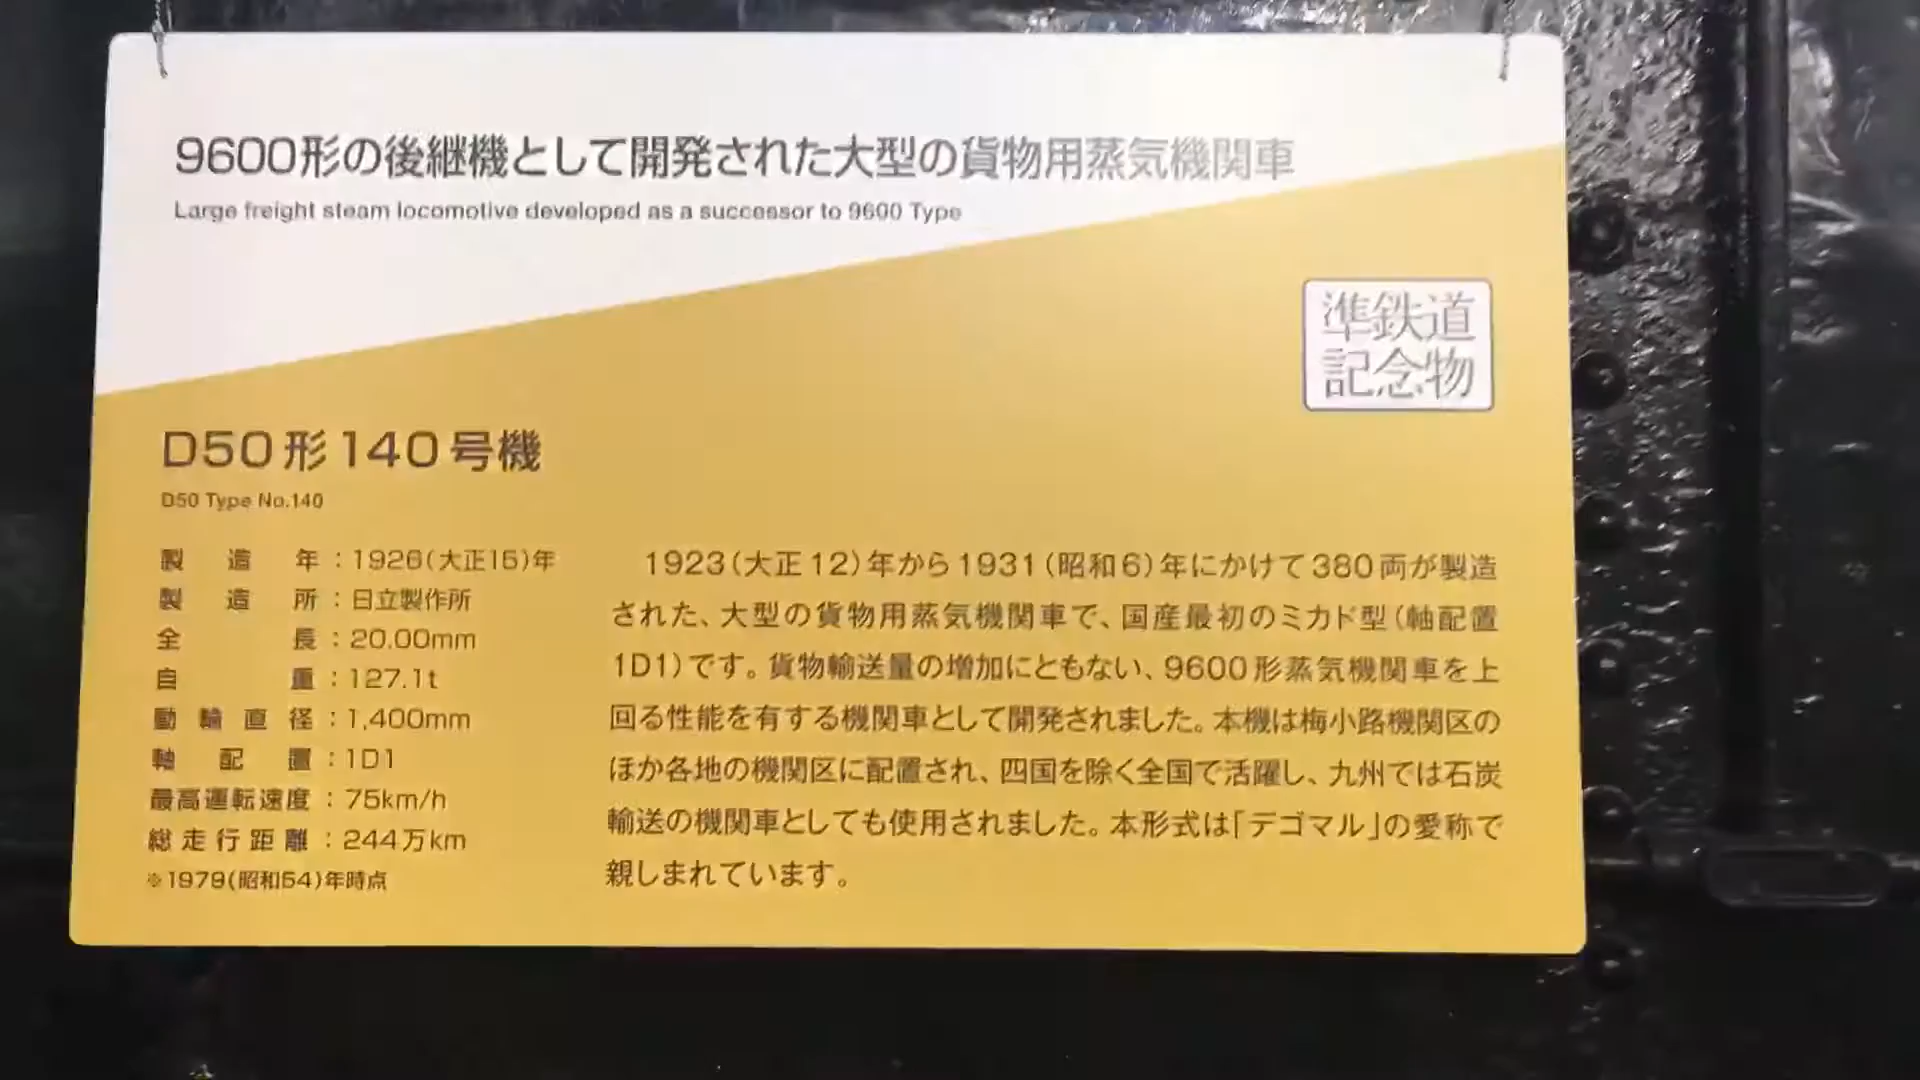 9600形の後継機として開発された大型の貨物用蒸気機関車
Large freight steam locomotive developed as a successor to 9600 Type
準鉄道
記念物
D50形140号機
D50 Type No.140
製造年：1926(大正15)年
製造所：日立製作所
全長：20.00mm
自重：127.1t
動輪直径：1,400mm
軸配置：1D1
最高運転速度：75km/h
総走行距離：244万km
※1979(昭和54)年時点
1923(大正12)年から1931(昭和6)年にかけて380両が製造
された、大型の貨物用蒸気機関車で、国産最初のミカド型(軸配置
1D1)です。貨物輸送量の増加にともない、9600形蒸気機関車を上
回る性能を有する機関車として開発されました。本機は梅小路機関区の
ほか各地の機関区に配置され、四国を除く全国で活躍し、九州では石炭
輸送の機関車としても使用されました。本形式は「デゴマル」の愛称で
親しまれています。